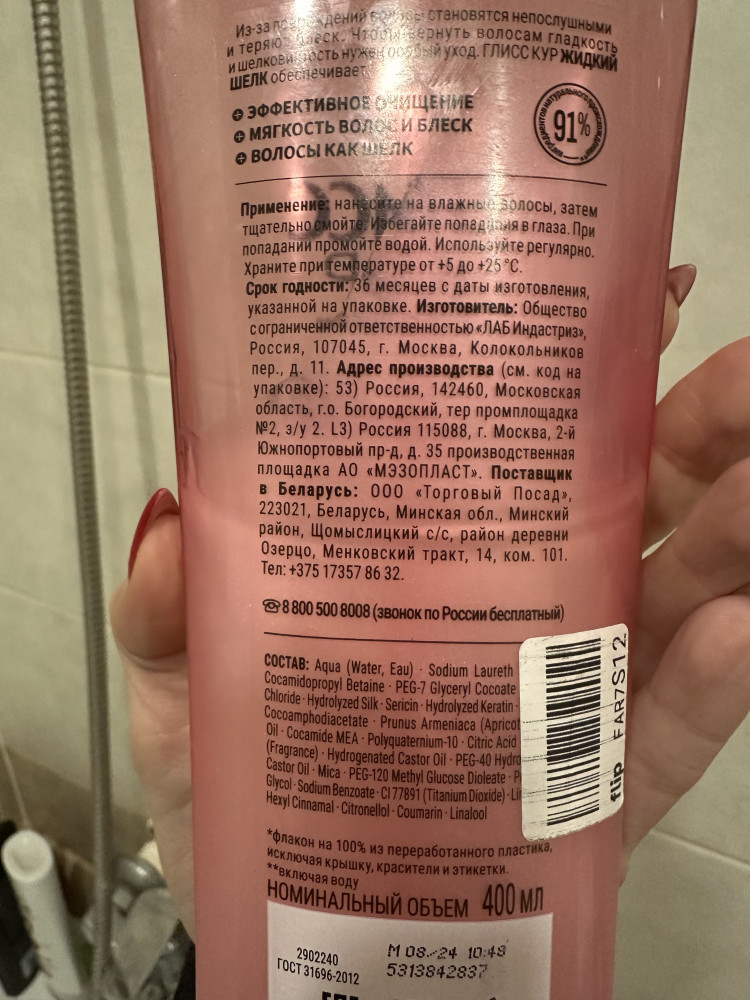 Из-за повреждений волосы становятся непослушными
и теряют блеск. Чтобы вернуть волосам гладкость
и шелковистость нужен особый уход. ГЛИСС КУР ЖИДКИЙ
ШЕЛК обеспечивает
ЭФФЕКТИВНОЕ ОЧИЩЕНИЕ
МЯГКОСТЬ ВОЛОС И БЛЕСК
ВОЛОСЫ КАК ШЕЛК
91%
Применение: нанесите на влажные волосы, затем
тщательно смойте. Избегайте попадания в глаза. При
попадании промойте водой. Используйте регулярно.
Храните при температуре от +5 до +25 °C.
Срок годности: 36 месяцев с даты изготовления,
указанной на упаковке. Изготовитель: Общество
с ограниченной ответственностью «ЛАБ Индастриз»,
Россия, 107045, г. Москва, Колокольников
пер., д. 11. Адрес производства (см. код на
упаковке): 53) Россия, 142460, Московская
область, г.о. Богородский, тер промплощадка
№2, з/у 2. L3) Россия 115088, г. Москва, 2-й
Южнопортовый пр-д, д. 35 производственная
площадка АО «МЭЗОПЛАСТ». Поставщик
в Беларусь: ООО «Торговый Посад»,
223021, Беларусь, Минская обл., Минский
район, Щомыслицкий с/с, район деревни
Озерцо, Менковский тракт, 14, ком. 101.
Тел: +375 17357 86 32.
☎8 800 500 8008 (звонок по России бесплатный)
СОСТАВ: Aqua (Water, Eau) · Sodium Laureth
Cocamidopropyl Betaine · PEG-7 Glyceryl Cocoate
Chloride · Hydrolyzed Silk · Sericin · Hydrolyzed Keratin ·
Cocoamphodiacetate · Prunus Armeniaca (Apricot
Oil · Cocamide MEA · Polyquaternium-10 · Citric Acid
(Fragrance) · Hydrogenated Castor Oil · PEG-40 Hydro
Castor Oil · Mica · PEG-120 Methyl Glucose Dioleate ·
Glycol · Sodium Benzoate · CI 77891 (Titanium Dioxide) ·
Hexyl Cinnamal · Citronellol · Coumarin · Linalool
flip FAR7S12
*флакон на 100% из переработанного пластика,
исключая крышку, красители и этикетки.
**включая воду
НОМИНАЛЬНЫЙ ОБЪЕМ 400 МЛ
2902240
ГОСТ 31696-2012
M 08-24 10:48
5313842837